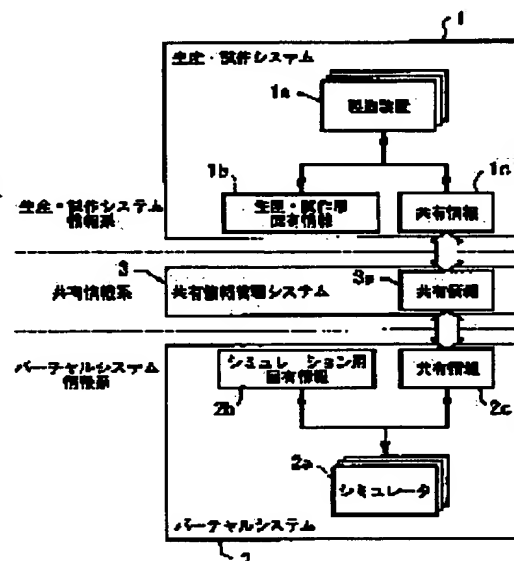 1
生産・試作システム
1a
製造装置
1b
1c
生産・試作用
固有情報
共有情報
生産・試作システム
情報系
3
3a
共有情報系
共有情報管理システム
共有情報
バーチャルシステム
情報系
シミュレーション用
固有情報
共有情報
2b
2c
2a
シミュレータ
バーチャルシステム
2